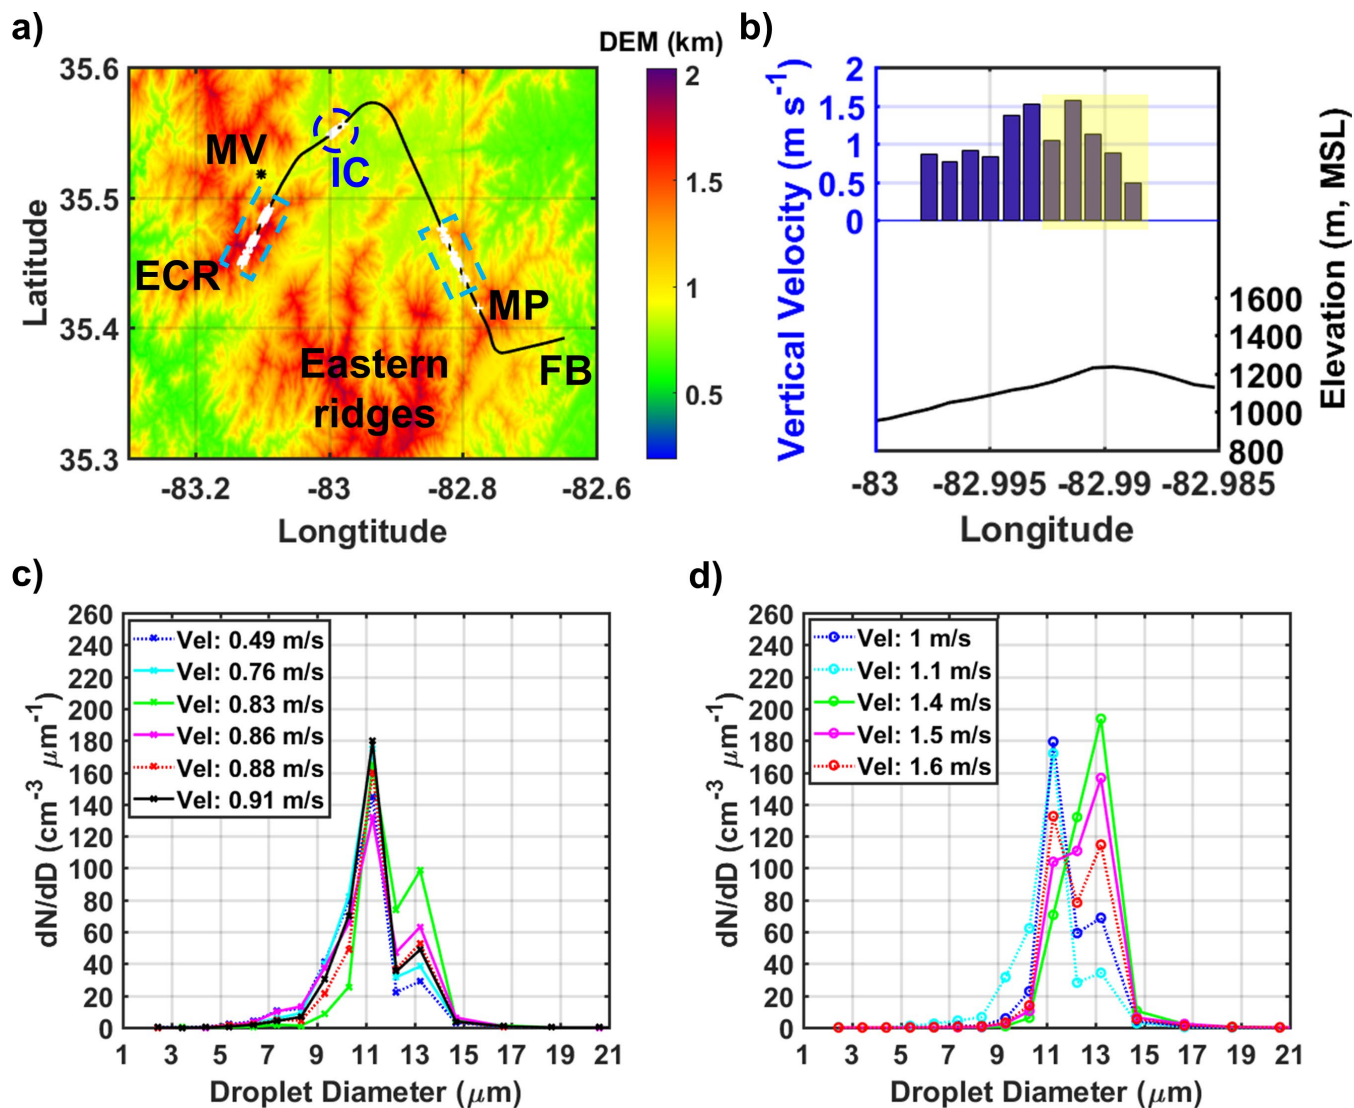 a)
DEM (km)
35.6
35.5
35.4
35.3
Latitude
-83.2
-83
-82.8
-82.6
Longtitude
MV
IC
ECR
MP
FB
Eastern
ridges
2
1.5
1
0.5
b)
2
1.5
1
0.5
0
Vertical Velocity (m s-1)
1600
1400
1200
1000
800
Elevation (m, MSL)
-83
-82.995
-82.99
-82.985
Longitude
c)
260
240
220
200
180
160
140
120
100
80
60
40
20
0
dN/dD (cm-3 μm-1)
Vel: 0.49 m/s
Vel: 0.76 m/s
Vel: 0.83 m/s
Vel: 0.86 m/s
Vel: 0.88 m/s
Vel: 0.91 m/s
1 3 5 7 9 11 13 15 17 19 21
Droplet Diameter (μm)
d)
260
240
220
200
180
160
140
120
100
80
60
40
20
0
dN/dD (cm-3 μm-1)
Vel: 1 m/s
Vel: 1.1 m/s
Vel: 1.4 m/s
Vel: 1.5 m/s
Vel: 1.6 m/s
1 3 5 7 9 11 13 15 17 19 21
Droplet Diameter (μm)